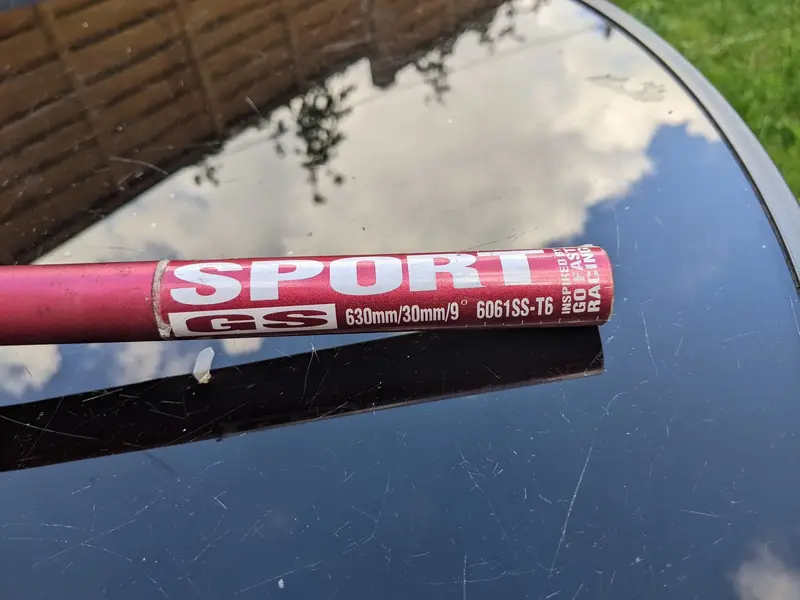 SPORT
GS 630mm/30mm/9° 6061SS-T6
INSPIRED BY
GO FAST
RACING